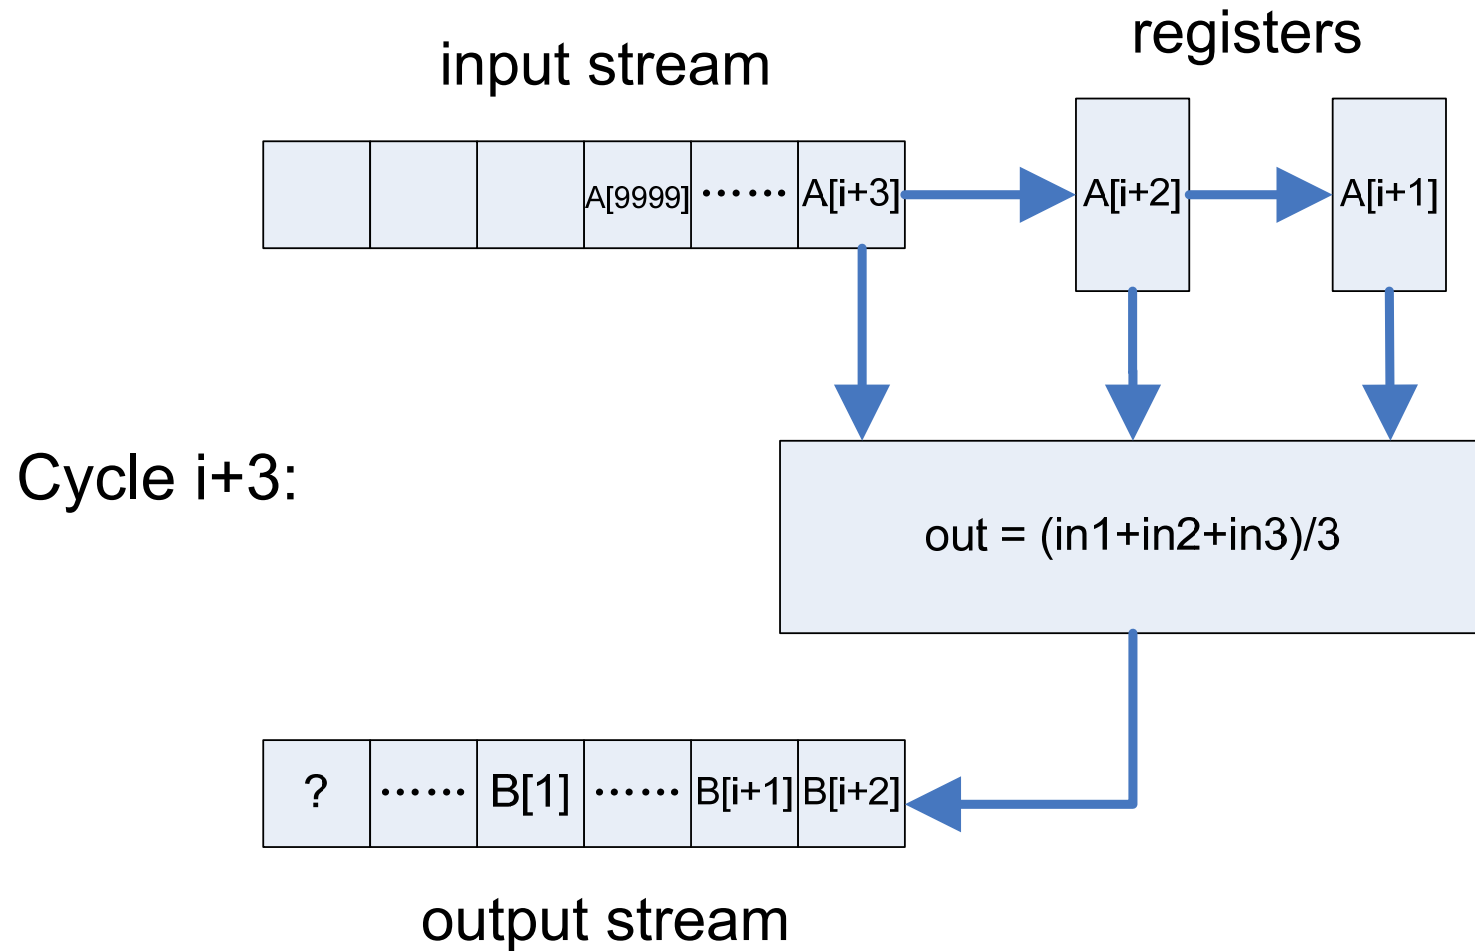 registers
input stream
A[9999] ...... A[i+3] A[i+2] A[i+1]
Cycle i+3:
out = (in1+in2+in3)/3
? ...... B[1] ...... B[i+1] B[i+2]
output stream